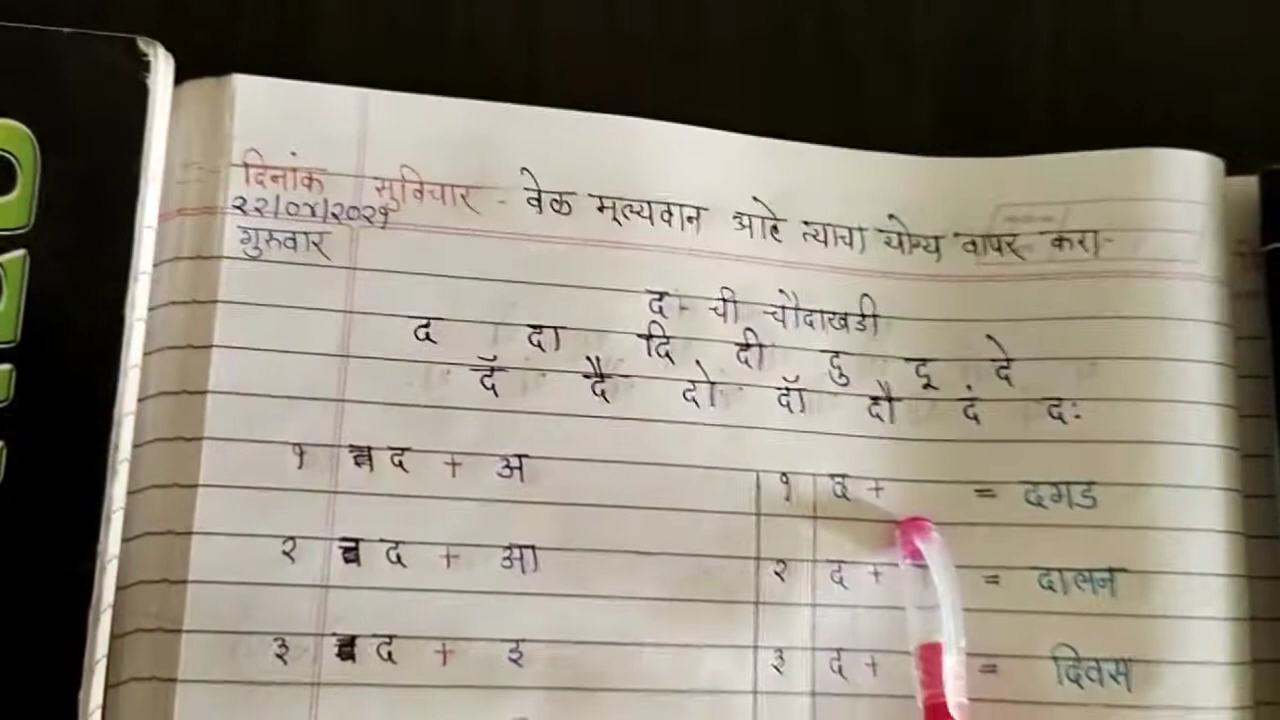 दिनांक सुविचार - वेळ मूल्यवान आहे त्याचा योग्य वापर करा-
२२/०४/२०२१
गुरुवार
द - ची चौदाखडी
द दा दि दी दु दू दे
दॅ दै दो दॉ दौ दं दः
१ द + अ
२ द + आ
३ द + इ
१ द + = दगड
२ द + = दालन
३ द + = दिवस